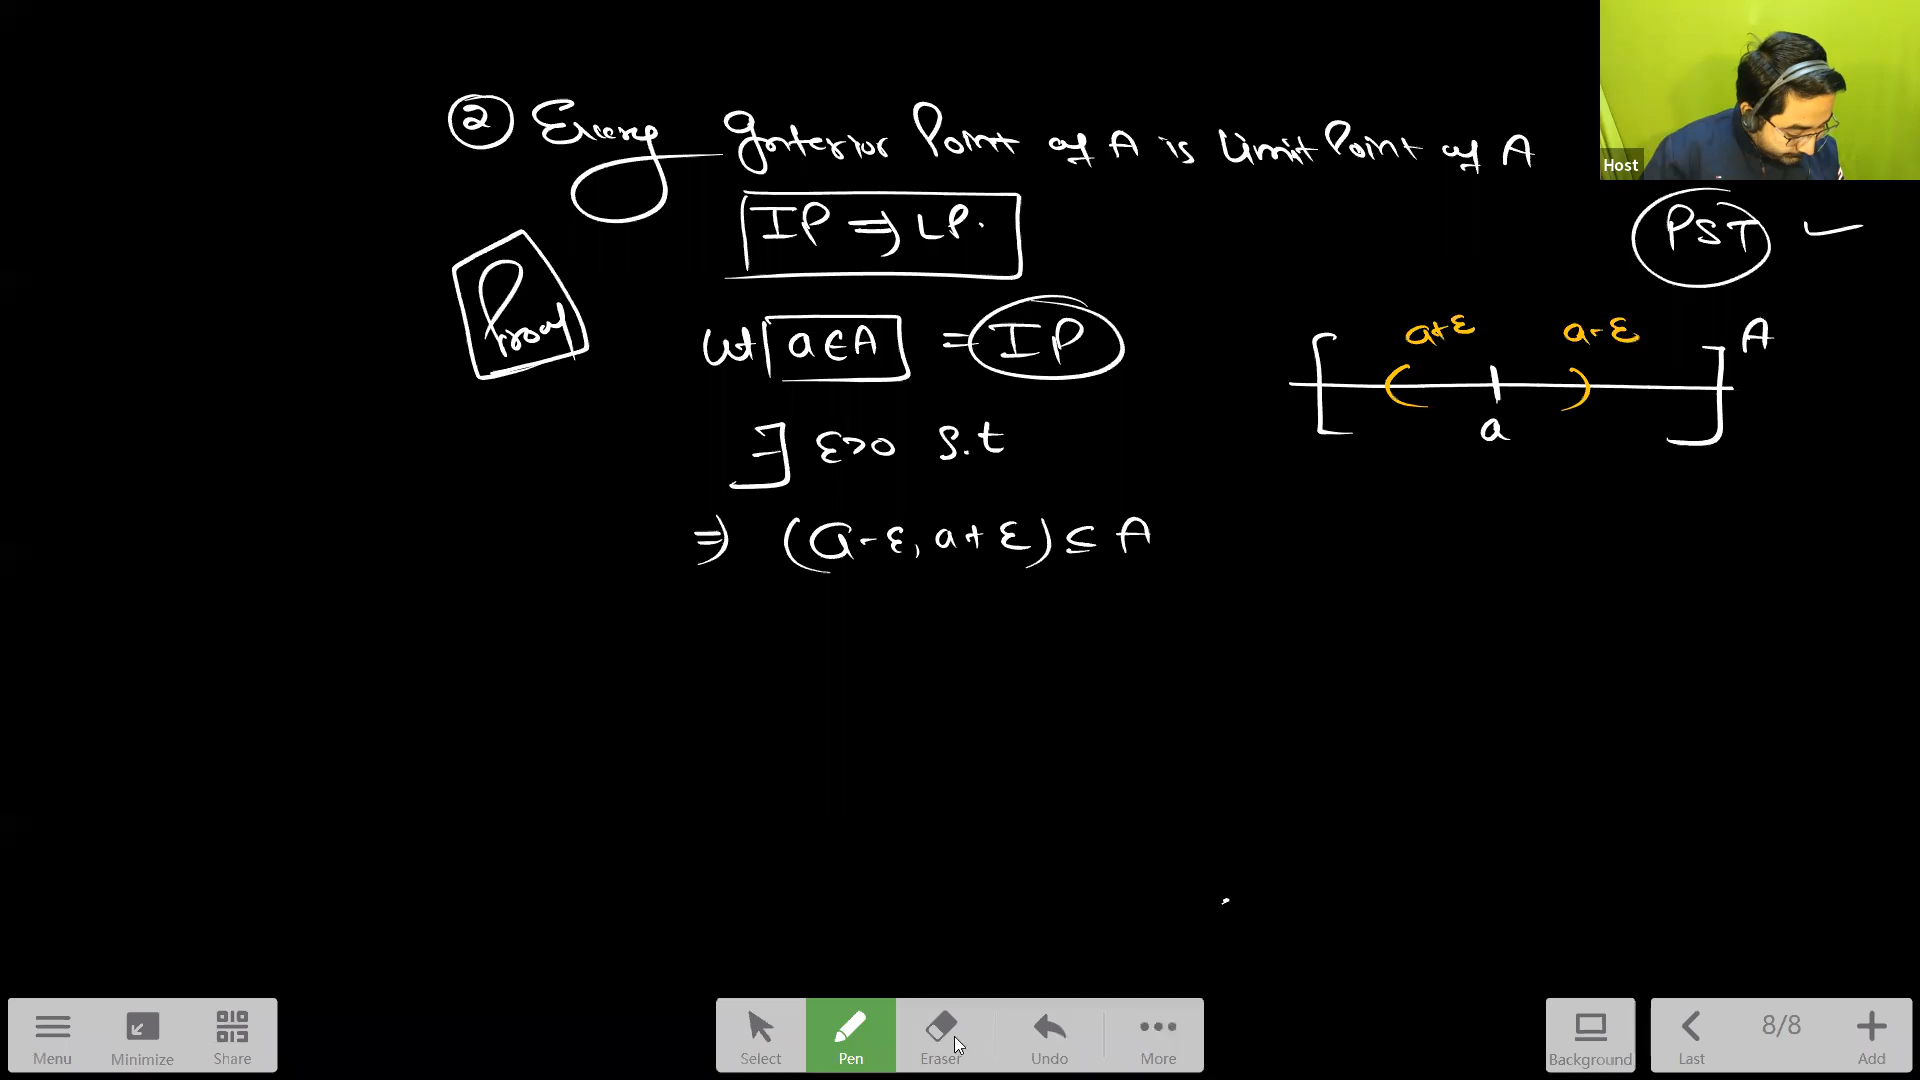 ② Every Interior Point of A is Limit Point of A
Host
IP ⇒ LP.
PST ✓
Proof
let a∈A = IP
a+ε a-ε A
a
∃ ε>0 s.t
⇒ (a-ε, a+ε) ⊆ A
Menu Minimize Share Select Pen Eraser Undo More Background Last 8/8 Add